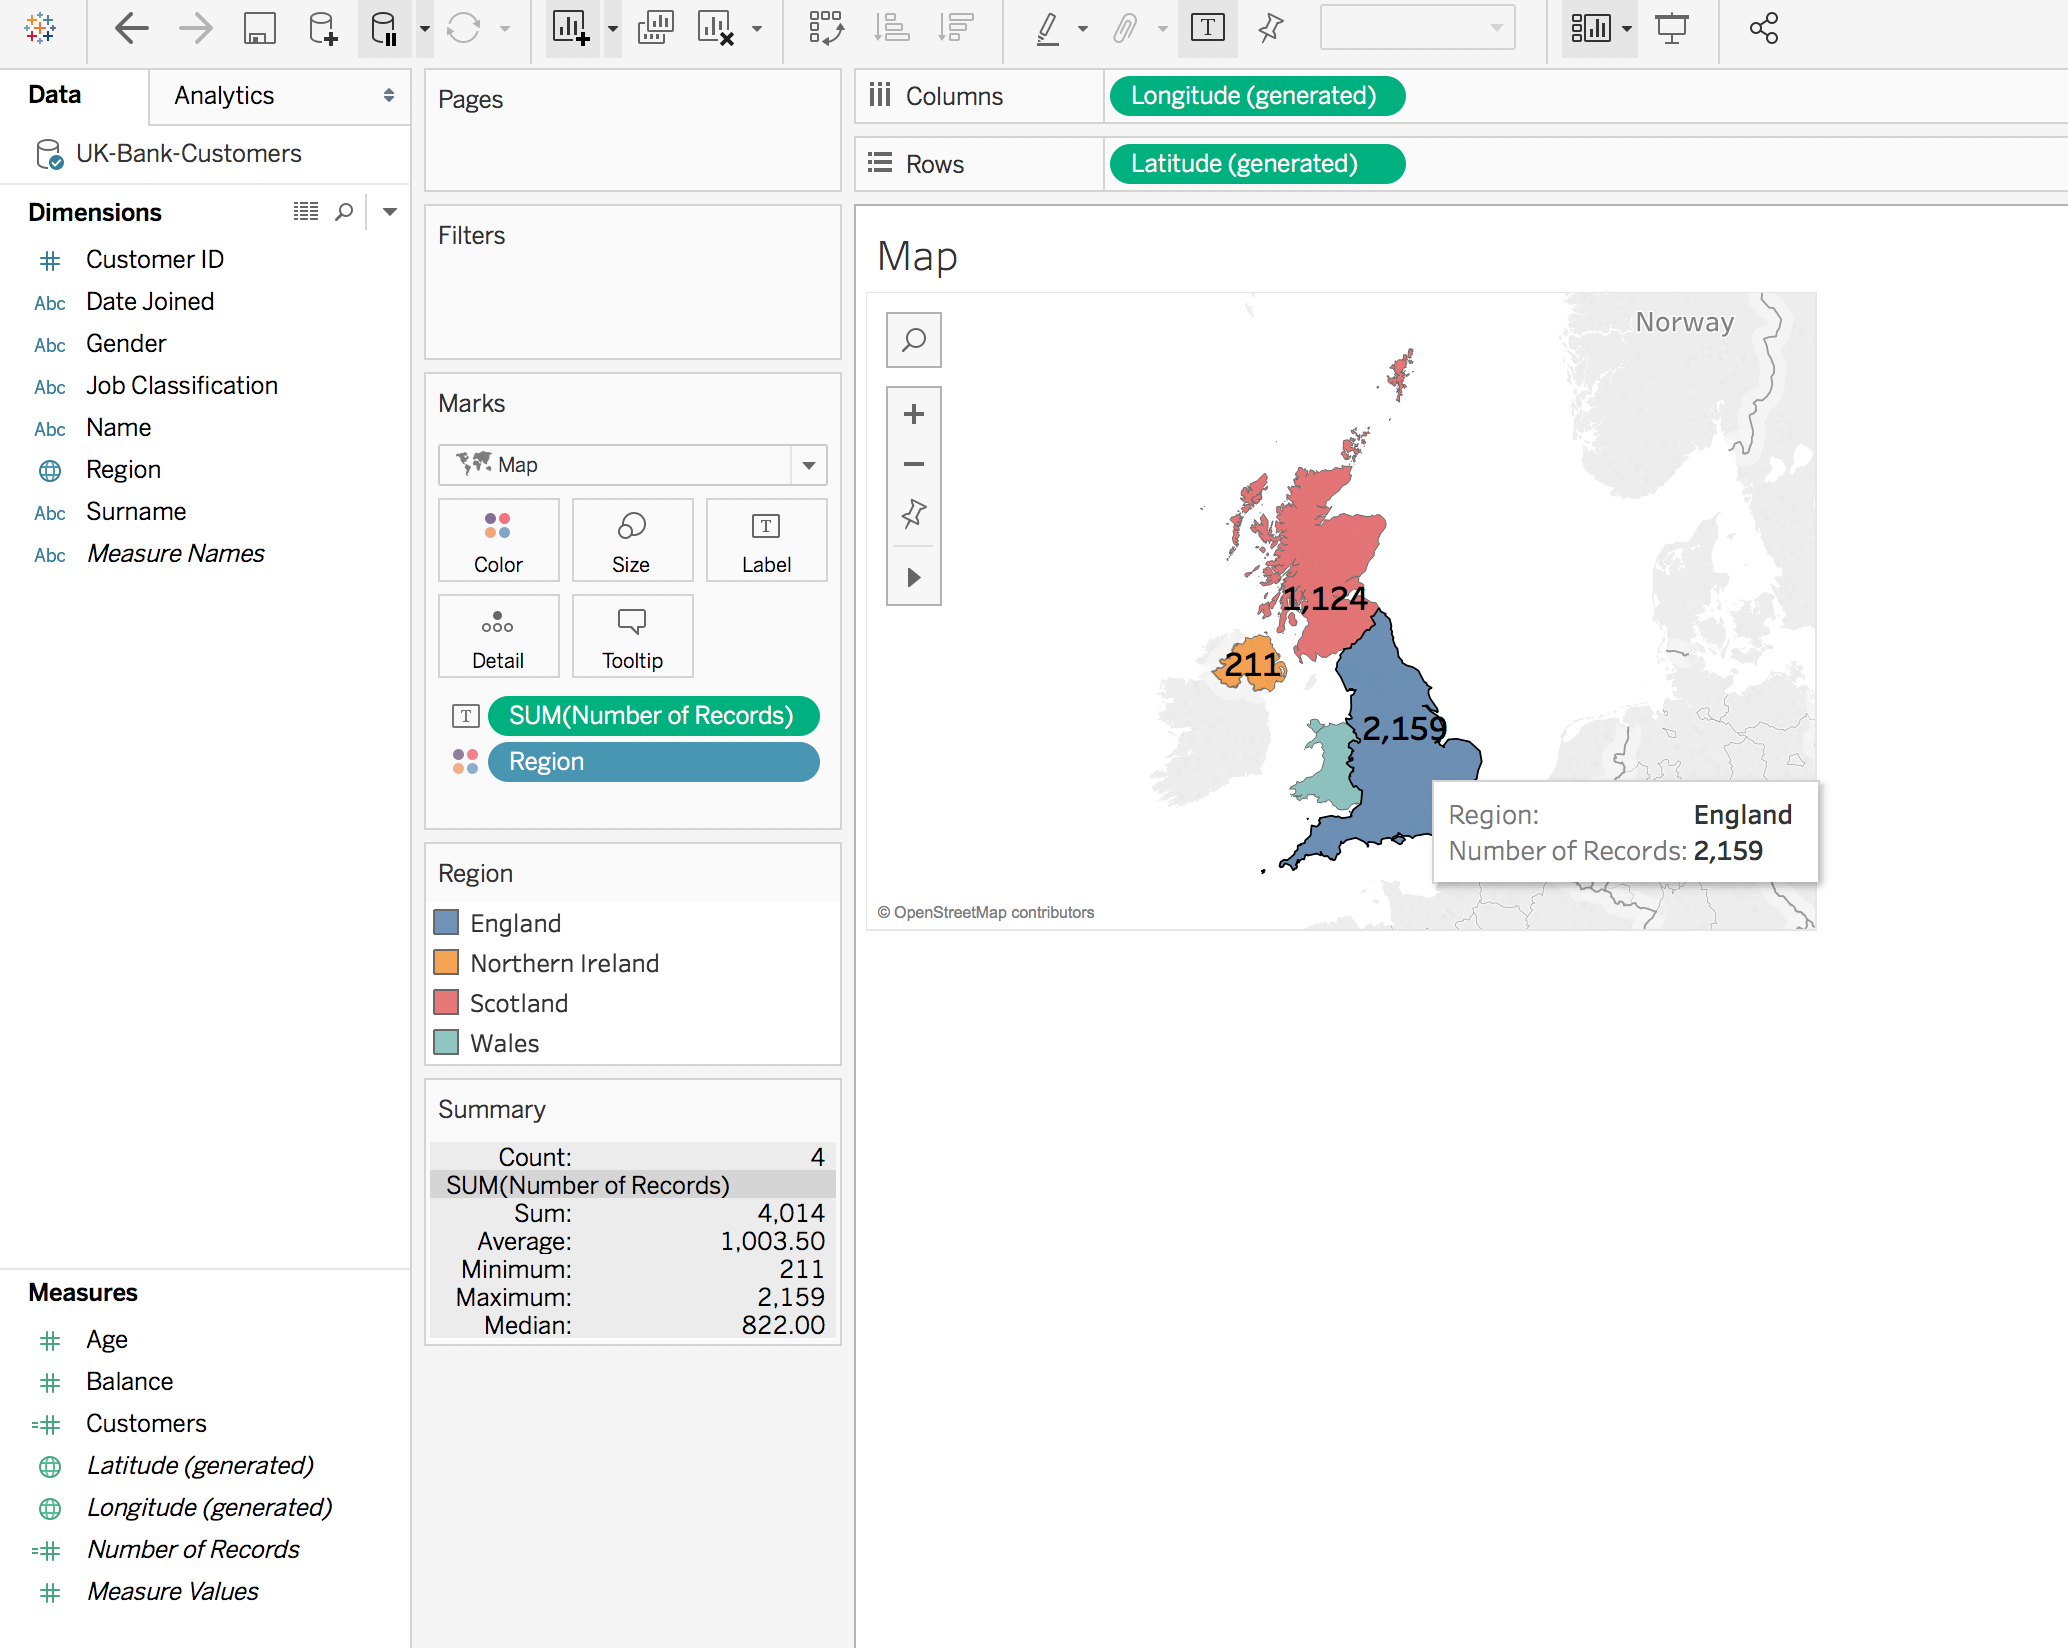 Data
Analytics
UK-Bank-Customers
Dimensions
# Customer ID
Abc Date Joined
Abc Gender
Abc Job Classification
Abc Name
Region
Abc Surname
Abc Measure Names
Measures
# Age
# Balance
=# Customers
Latitude (generated)
Longitude (generated)
=# Number of Records
# Measure Values
Pages
Filters
Marks
Map
Color
Size
T
Label
Detail
Tooltip
T SUM(Number of Records)
Region
Region
England
Northern Ireland
Scotland
Wales
Summary
Count: 4
SUM(Number of Records)
Sum: 4,014
Average: 1,003.50
Minimum: 211
Maximum: 2,159
Median: 822.00
T
Columns Longitude (generated)
Rows Latitude (generated)
Map
Norway
1,124
211
2,159
Region: England
Number of Records: 2,159
© OpenStreetMap contributors